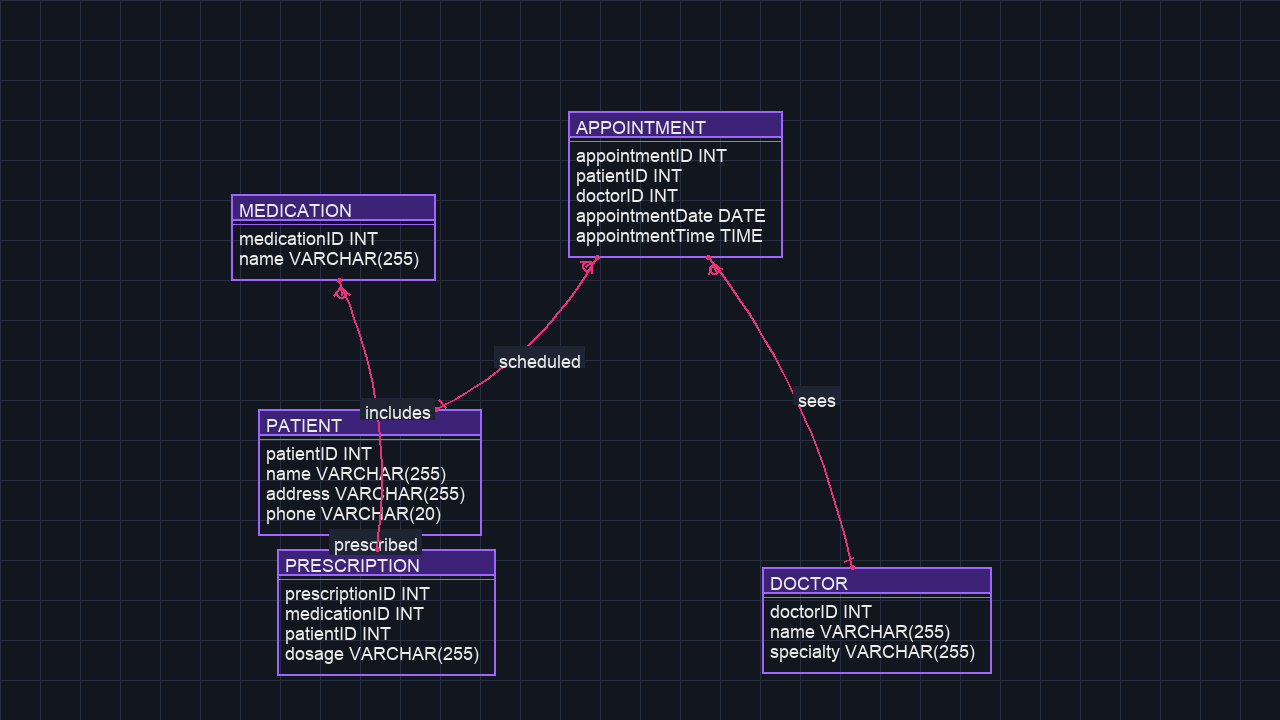 APPOINTMENT
appointmentID INT
patientID INT
doctorID INT
appointmentDate DATE
appointmentTime TIME
MEDICATION
medicationID INT
name VARCHAR(255)
scheduled
sees
includes
PATIENT
patientID INT
name VARCHAR(255)
address VARCHAR(255)
phone VARCHAR(20)
prescribed
PRESCRIPTION
prescriptionID INT
medicationID INT
patientID INT
dosage VARCHAR(255)
DOCTOR
doctorID INT
name VARCHAR(255)
specialty VARCHAR(255)